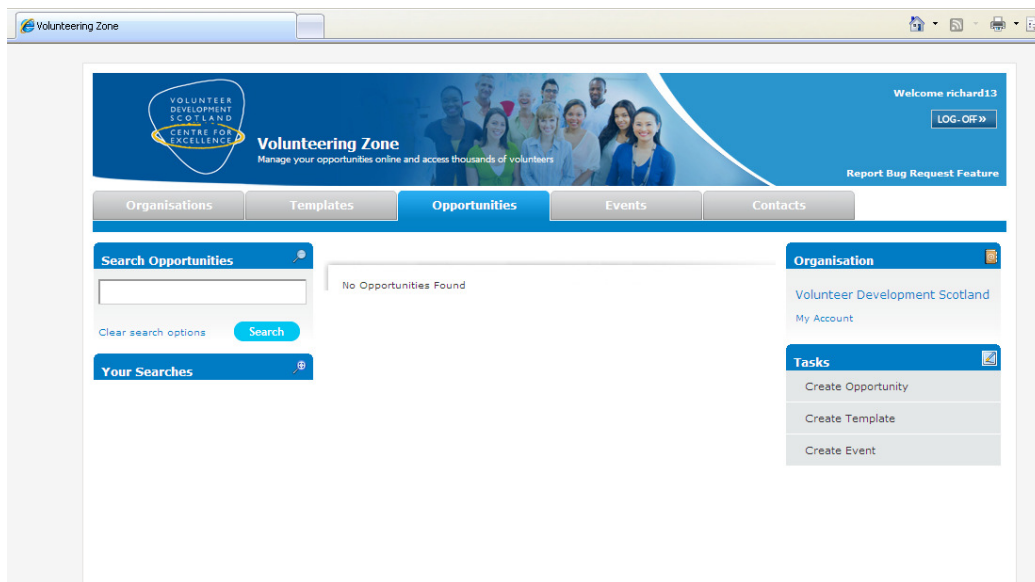 Volunteering Zone
VOLUNTEER
DEVELOPMENT
SCOTLAND
CENTRE FOR
EXCELLENCE
Volunteering Zone
Manage your opportunities online and access thousands of volunteers
Welcome richard13
LOG-OFF »
Report Bug Request Feature
Organisations Templates Opportunities Events Contacts
Search Opportunities
Clear search options Search
Your Searches
No Opportunities Found
Organisation
Volunteer Development Scotland
My Account
Tasks
Create Opportunity
Create Template
Create Event